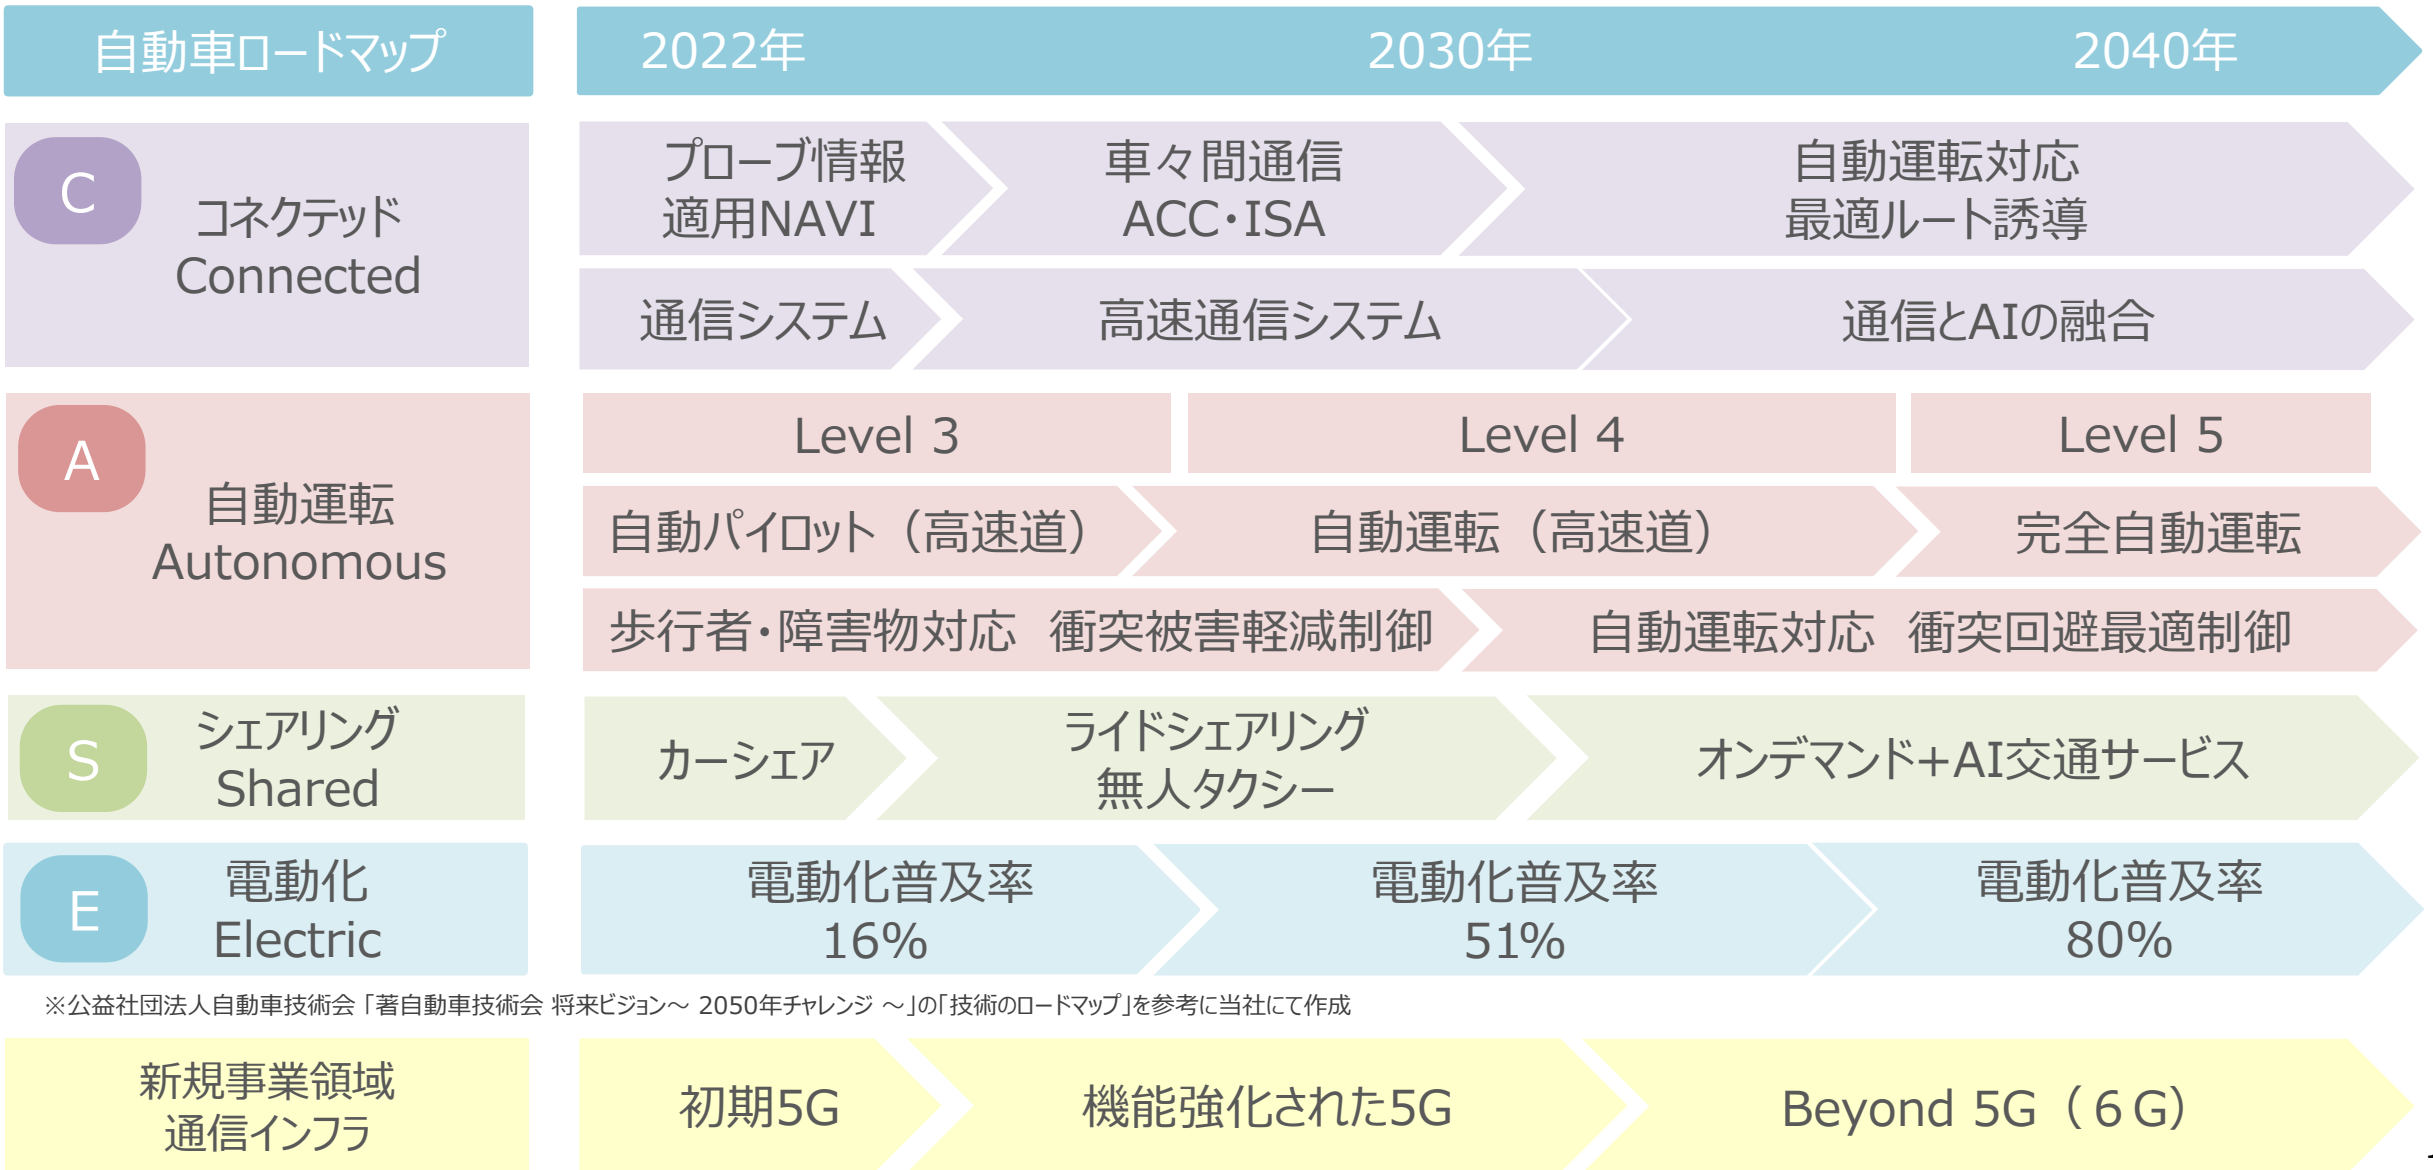 自動車ロードマップ
2022年
2030年
2040年
C
コネクテッド
Connected
プローブ情報
適用NAVI
車々間通信
ACC・ISA
自動運転対応
最適ルート誘導
通信システム
高速通信システム
通信とAIの融合
A
自動運転
Autonomous
Level 3
Level 4
Level 5
自動パイロット（高速道）
自動運転（高速道）
完全自動運転
歩行者・障害物対応　衝突被害軽減制御
自動運転対応　衝突回避最適制御
S
シェアリング
Shared
カーシェア
ライドシェアリング
無人タクシー
オンデマンド+AI交通サービス
E
電動化
Electric
電動化普及率
16%
電動化普及率
51%
電動化普及率
80%
※公益社団法人自動車技術会 「著自動車技術会 将来ビジョン～ 2050年チャレンジ ～」の「技術のロードマップ」を参考に当社にて作成
新規事業領域
通信インフラ
初期5G
機能強化された5G
Beyond 5G（６G）